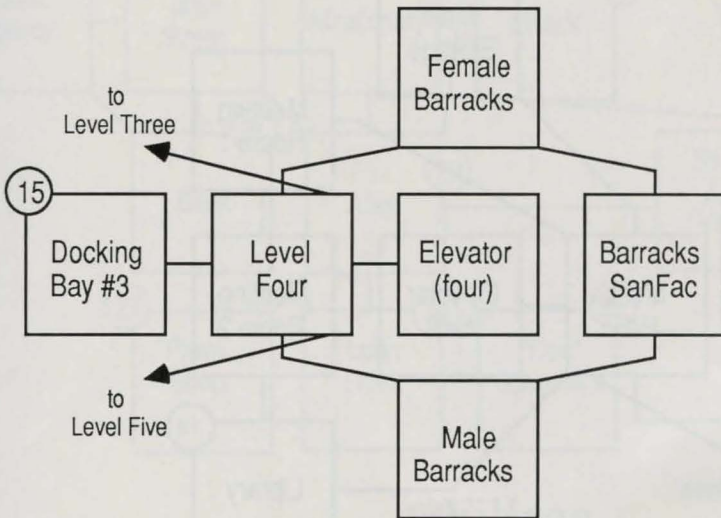 Female
Barracks
to
Level Three
15
Docking
Bay #3
Level
Four
Elevator
(four)
Barracks
SanFac
to
Level Five
Male
Barracks
Library